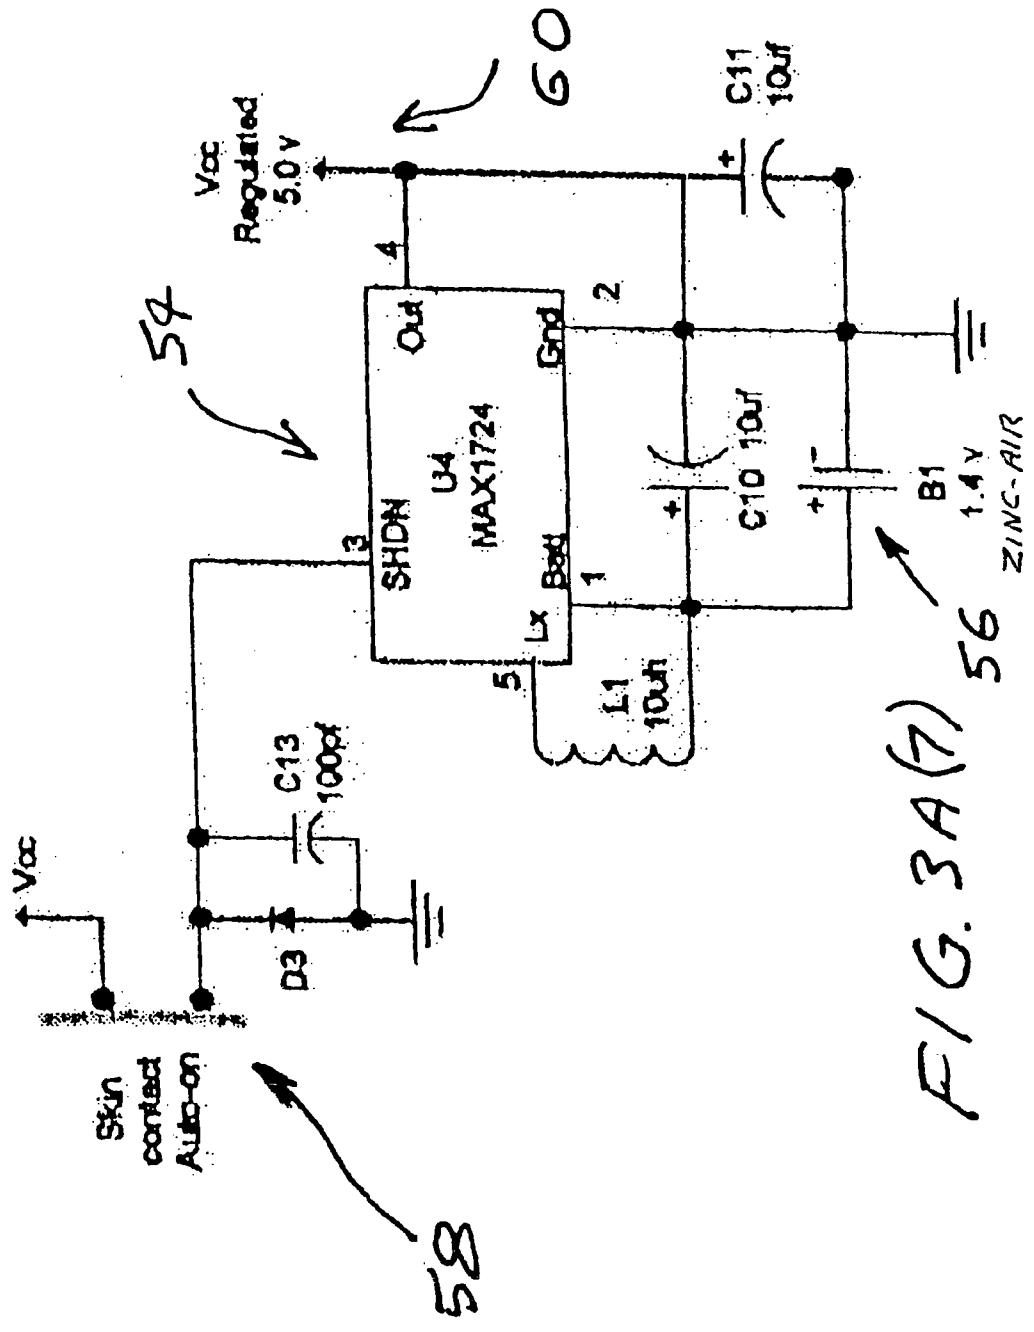 Skin
contact
Auto-on
Vcc
58
D3
C13
100pf
3
SHDN
54
U4
MAX1724
Out
4
Vcc
Regulated
5.0 v
60
5
Lx
Batt
1
Gnd
2
L1
10uh
+
C10 10uf
+
C11
10uf
+
-
B1
1.4 v
ZINC-AIR
56
FIG. 3A(7)